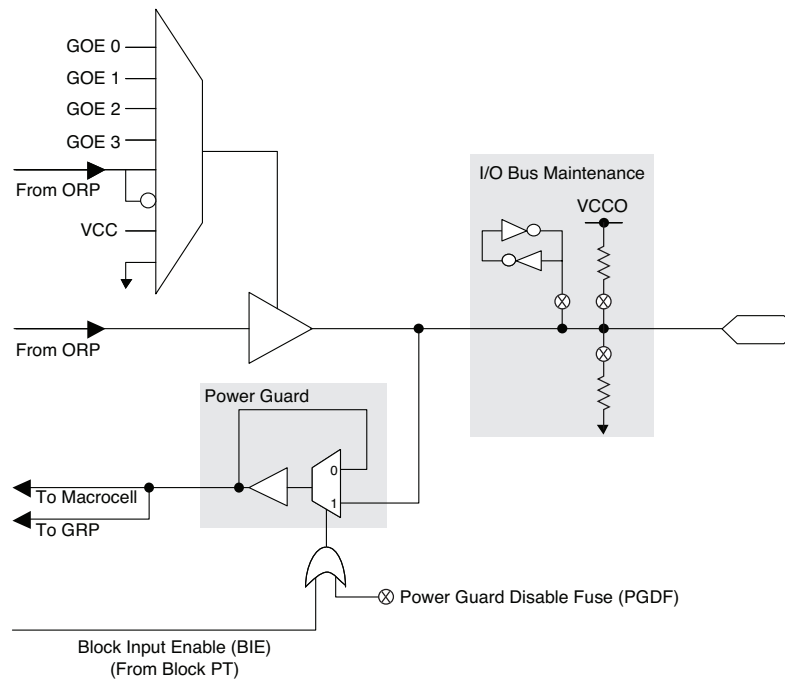 GOE 0
GOE 1
GOE 2
GOE 3
From ORP
VCC
I/O Bus Maintenance
VCCO
From ORP
Power Guard
0
1
To Macrocell
To GRP
Power Guard Disable Fuse (PGDF)
Block Input Enable (BIE)
(From Block PT)